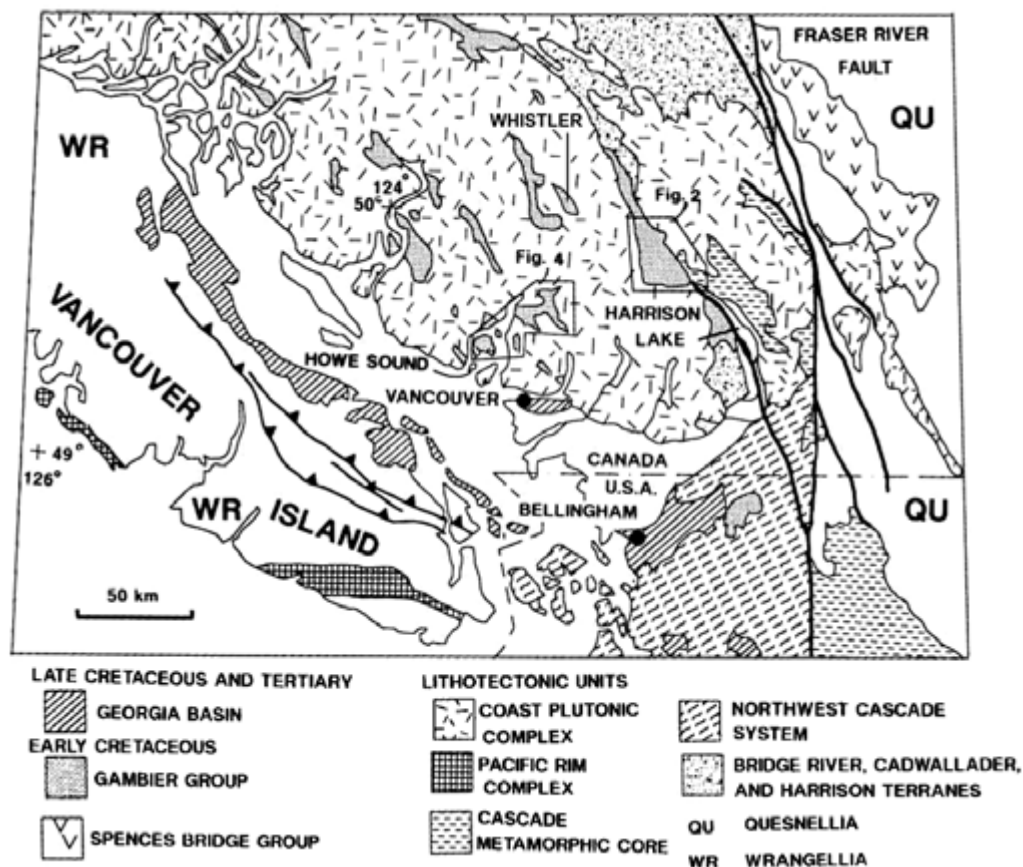 FRASER RIVER
FAULT
QU
WHISTLER
WR
124°
50°
Fig. 2
Fig. 4
VANCOUVER
HARRISON
LAKE
HOWE SOUND
VANCOUVER
49°
126°
CANADA
U.S.A.
BELLINGHAM
WR
ISLAND
QU
50 km
LATE CRETACEOUS AND TERTIARY
GEORGIA BASIN
EARLY CRETACEOUS
GAMBIER GROUP
SPENCES BRIDGE GROUP
LITHOTECTONIC UNITS
COAST PLUTONIC
COMPLEX
PACIFIC RIM
COMPLEX
CASCADE
METAMORPHIC CORE
NORTHWEST CASCADE
SYSTEM
BRIDGE RIVER, CADWALLADER,
AND HARRISON TERRANES
QU QUESNELLIA
WR WRANGELLIA